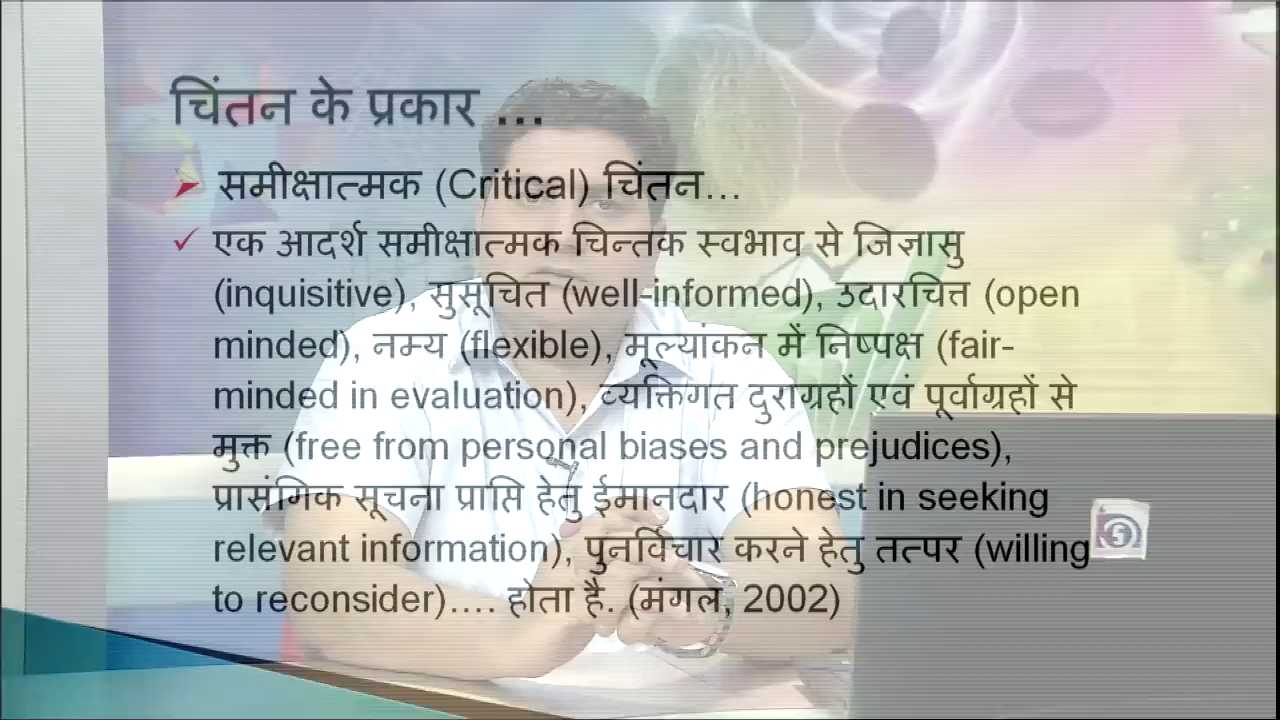 चिंतन के प्रकार ...
समीक्षात्मक (Critical) चिंतन...
एक आदर्श समीक्षात्मक चिन्तक स्वभाव से जिज्ञासु
(inquisitive), सुसूचित (well-informed), उदारचित्त (open
minded), नम्य (flexible), मूल्यांकन में निष्पक्ष (fair-
minded in evaluation), व्यक्तिगत दुराग्रहों एवं पूर्वाग्रहों से
मुक्त (free from personal biases and prejudices),
प्रासंगिक सूचना प्राप्ति हेतु ईमानदार (honest in seeking
relevant information), पुनर्विचार करने हेतु तत्पर (willing
to reconsider).... होता है. (मंगल, 2002)